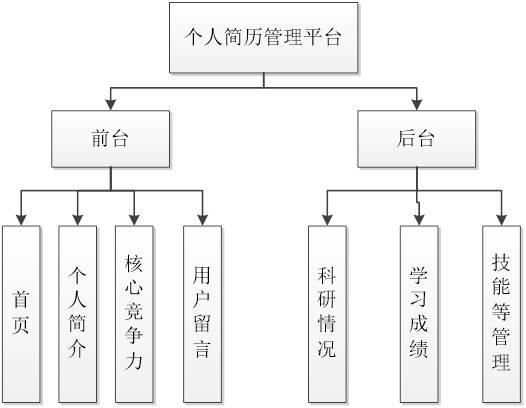 个人简历管理平台
前台
后台
首页
个人简介
核心竞争力
用户留言
科研情况
学习成绩
技能等管理